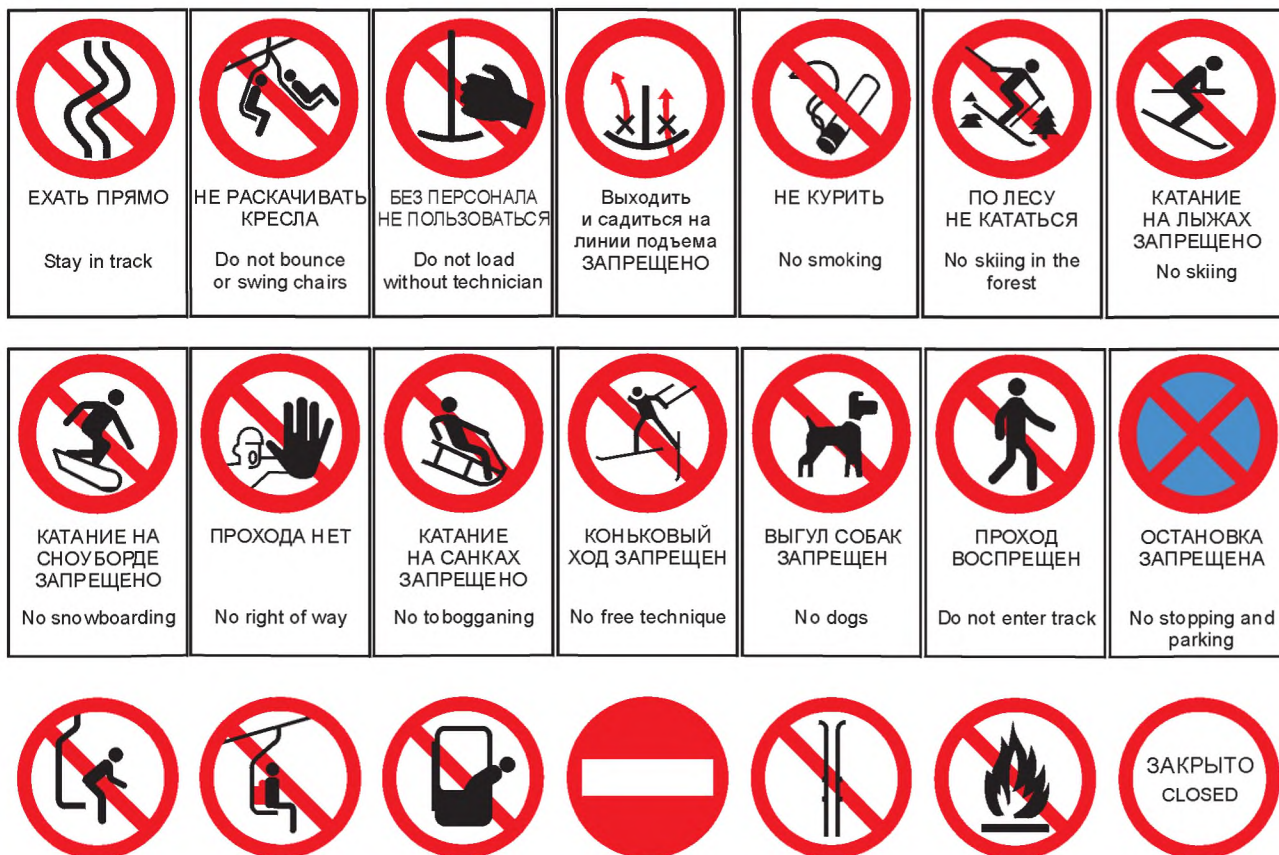 ЕХАТЬ ПРЯМО
Stay in track
НЕ РАСКАЧИВАТЬ
КРЕСЛА
Do not bounce
or swing chairs
БЕЗ ПЕРСОНАЛА
НЕ ПОЛЬЗОВАТЬСЯ
Do not load
without technician
Выходить
и садиться на
линии подъема
ЗАПРЕЩЕНО
НЕ КУРИТЬ
No smoking
ПО ЛЕСУ
НЕ КАТАТЬСЯ
No skiing in the
forest
КАТАНИЕ
НА ЛЫЖАХ
ЗАПРЕЩЕНО
No skiing
КАТАНИЕ НА
СНОУБОРДЕ
ЗАПРЕЩЕНО
No snowboarding
ПРОХОДА НЕТ
No right of way
КАТАНИЕ
НА САНКАХ
ЗАПРЕЩЕНО
No tobogganing
КОНЬКОВЫЙ
ХОД ЗАПРЕЩЕН
No free technique
ВЫГУЛ СОБАК
ЗАПРЕЩЕН
No dogs
ПРОХОД
ВОСПРЕЩЕН
Do not enter track
ОСТАНОВКА
ЗАПРЕЩЕНА
No stopping and
parking
ЗАКРЫТО
CLOSED